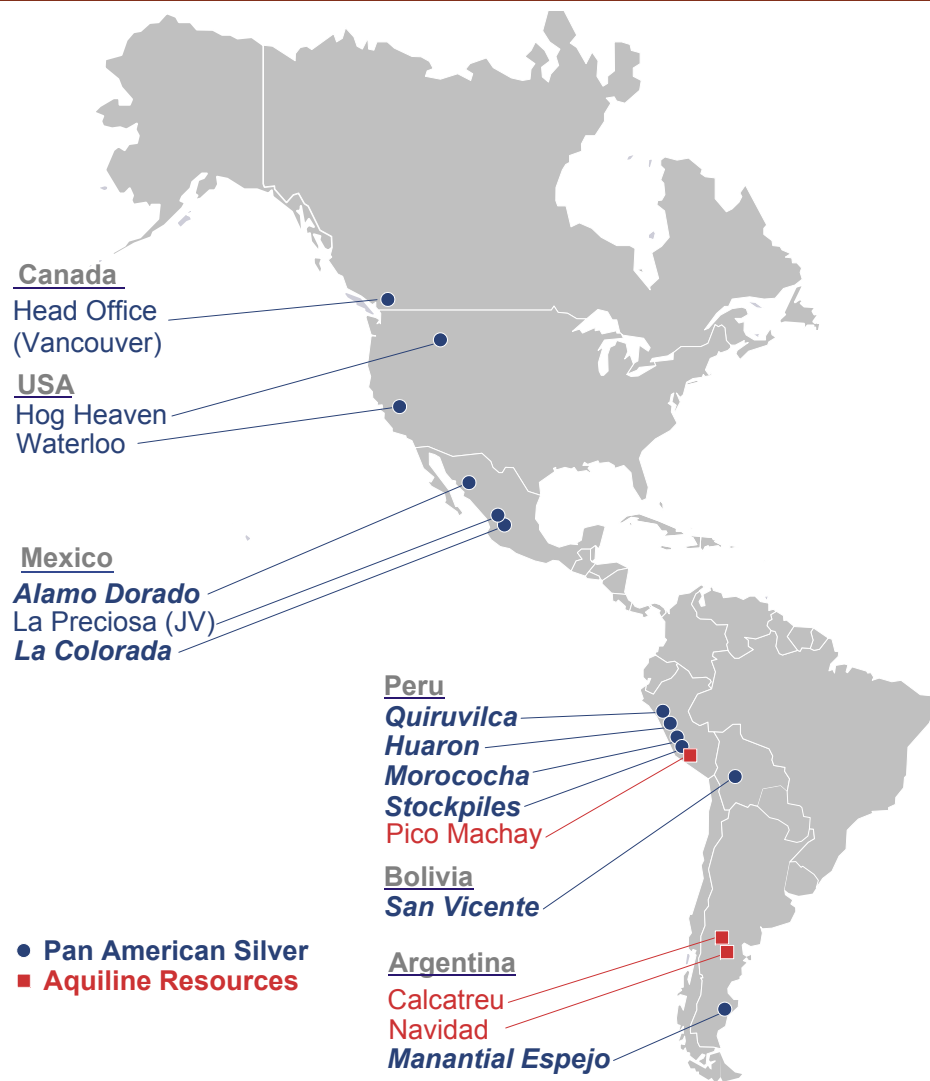 Canada
Head Office
(Vancouver)
USA
Hog Heaven
Waterloo
Mexico
Alamo Dorado
La Preciosa (JV)
La Colorada
Peru
Quiruvilca
Huaron
Morococha
Stockpiles
Pico Machay
Bolivia
San Vicente
Argentina
Calcatreu
Navidad
Manantial Espejo
Pan American Silver
Aquiline Resources